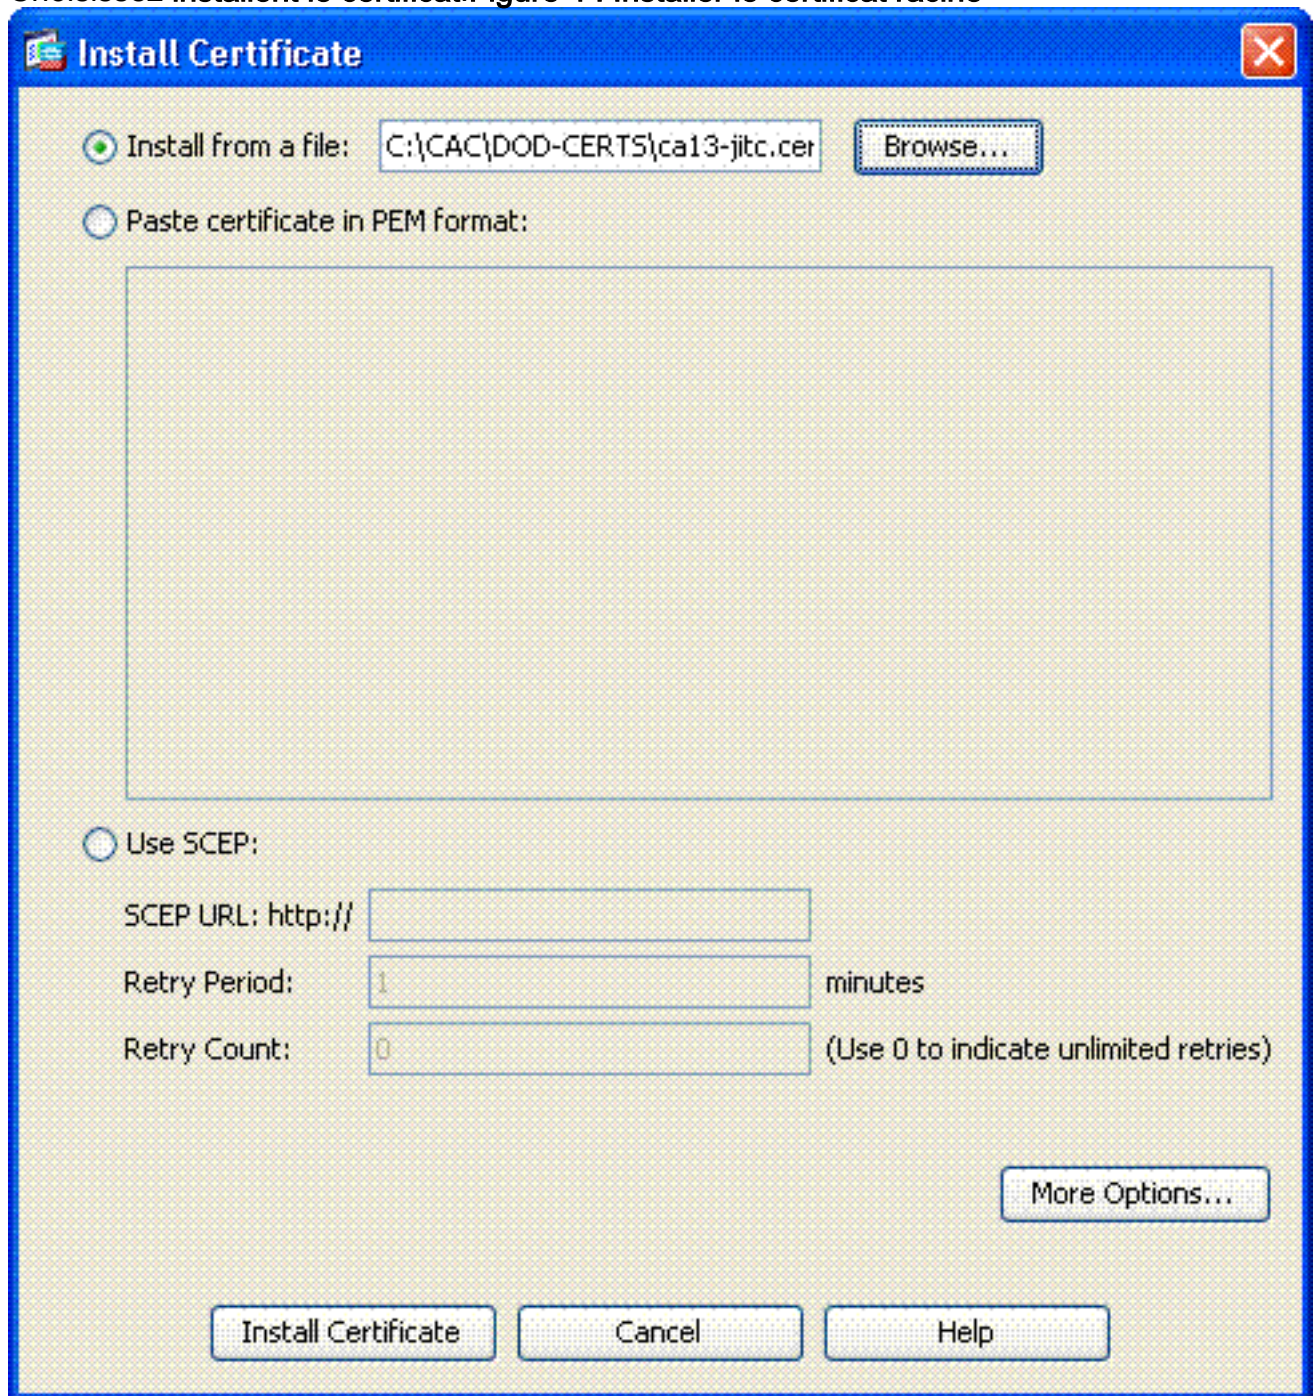 Install Certificate
Install from a file: C:\CAC\DOD-CERTS\ca13-jitc.cer Browse...
Paste certificate in PEM format:
Use SCEP:
SCEP URL: http://
Retry Period: 1 minutes
Retry Count: 0 (Use 0 to indicate unlimited retries)
More Options...
Install Certificate Cancel Help